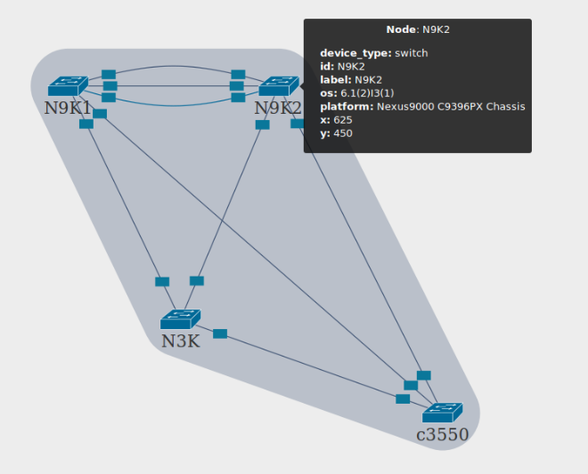 Node: N9K2
device_type: switch
id: N9K2
label: N9K2
os: 6.1(2)I3(1)
platform: Nexus9000 C9396PX Chassis
x: 625
y: 450
N9K1
N9K2
N3K
c3550